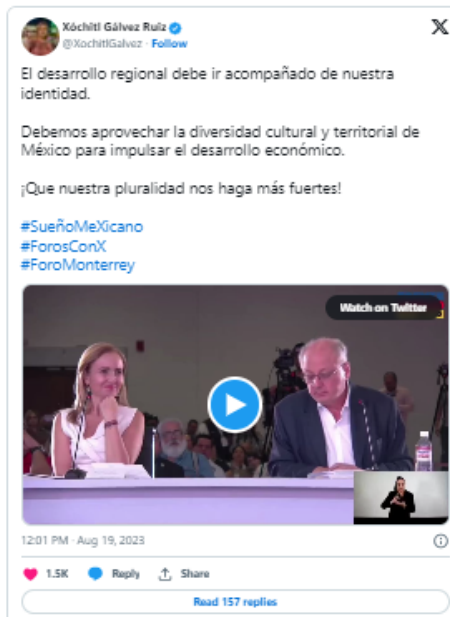 Xóchitl Gálvez Ruiz
@XochitlGalvez · Follow
El desarrollo regional debe ir acompañado de nuestra
identidad.
Debemos aprovechar la diversidad cultural y territorial de
México para impulsar el desarrollo económico.
¡Que nuestra pluralidad nos haga más fuertes!
#SueñoMeXicano
#ForosConX
#ForoMonterrey
Watch on Twitter
12:01 PM · Aug 19, 2023
1.5K Reply Share
Read 157 replies